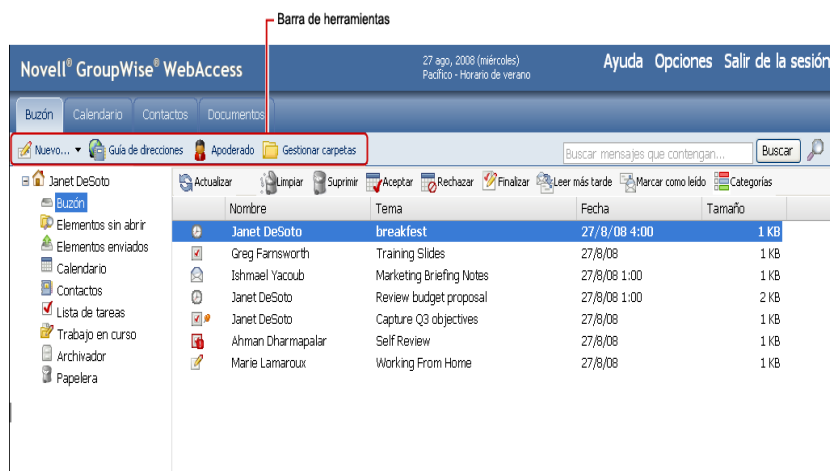 Barra de herramientas
Novell® GroupWise® WebAccess
27 ago, 2008 (miércoles)
Pacífico - Horario de verano
Ayuda Opciones Salir de la sesión
Buzón Calendario Contactos Documentos
Nuevo... Guía de direcciones Apoderado Gestionar carpetas
Buscar mensajes que contengan... Buscar
Janet DeSoto
Buzón
Elementos sin abrir
Elementos enviados
Calendario
Contactos
Lista de tareas
Trabajo en curso
Archivador
Papelera
Actualizar Limpiar Suprimir Aceptar Rechazar Finalizar Leer más tarde Marcar como leído Categorías
Nombre Tema Fecha Tamaño
Janet DeSoto breakfest 27/8/08 4:00 1 KB
Greg Farnsworth Training Slides 27/8/08 1 KB
Ishmael Yacoub Marketing Briefing Notes 27/8/08 1:00 1 KB
Janet DeSoto Review budget proposal 27/8/08 1:00 2 KB
Janet DeSoto Capture Q3 objectives 27/8/08 1 KB
Ahman Dharmapalar Self Review 27/8/08 1 KB
Marie Lamaroux Working From Home 27/8/08 1 KB